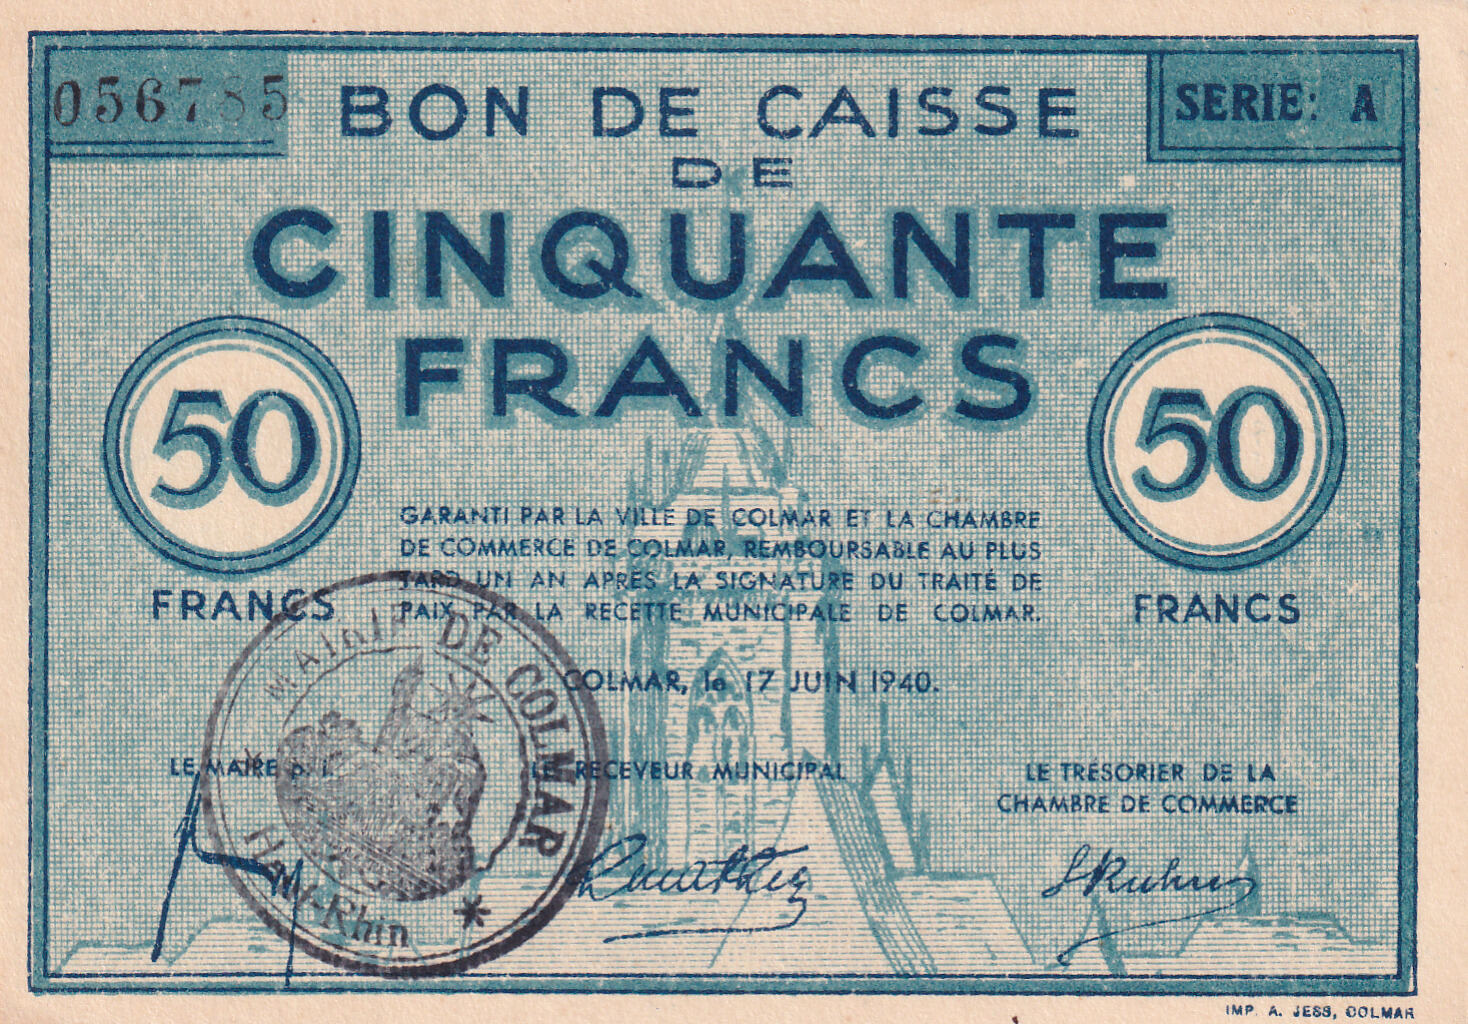 056785
SERIE: A
BON DE CAISSE
DE
CINQUANTE
FRANCS
50
FRANCS
50
FRANCS
GARANTI PAR LA VILLE DE COLMAR ET LA CHAMBRE
DE COMMERCE DE COLMAR, REMBOURSABLE AU PLUS
TARD UN AN APRÈS LA SIGNATURE DU TRAITÉ DE
PAIX PAR LA RECETTE MUNICIPALE DE COLMAR.
COLMAR, le 17 JUIN 1940.
LE MAIRE p. i.
LE RECEVEUR MUNICIPAL
LE TRÉSORIER DE LA
CHAMBRE DE COMMERCE
MAIRIE DE COLMAR
Haut-Rhin
IMP. A. JESS, COLMAR